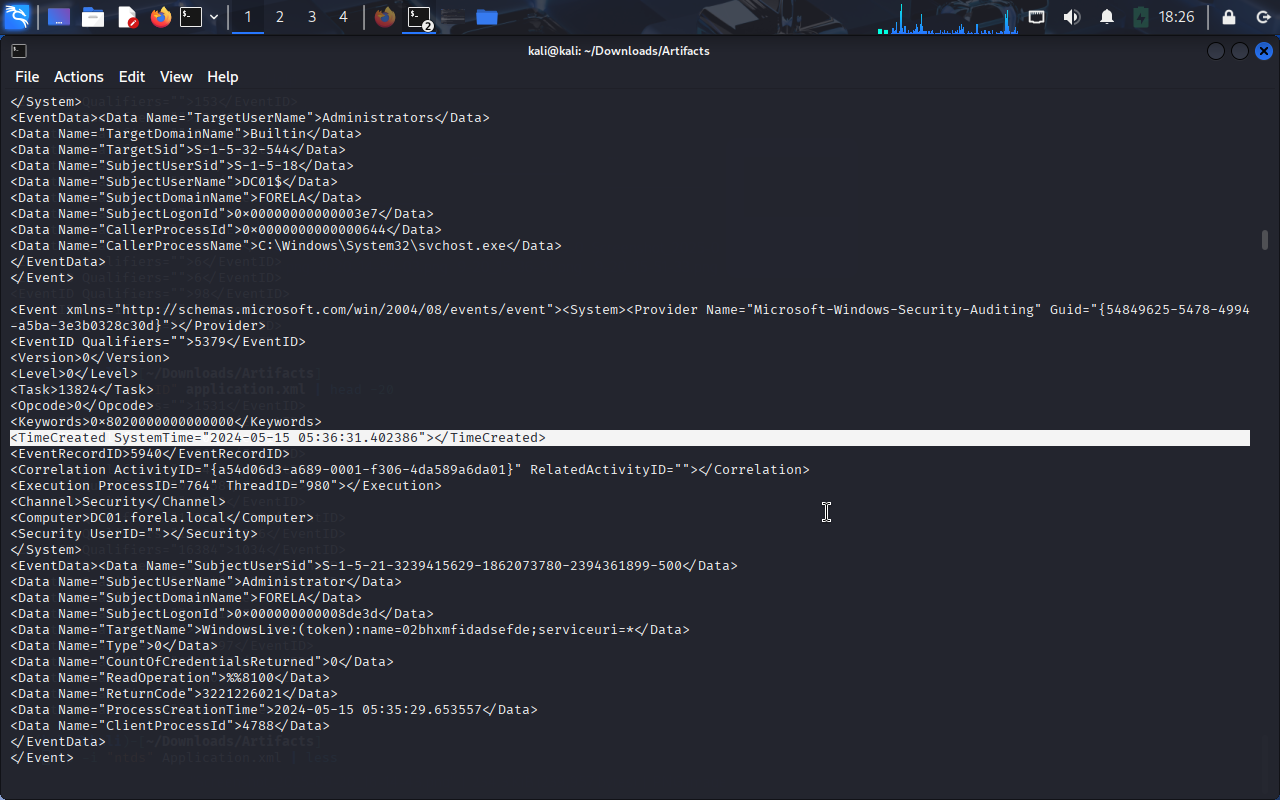 1 2 3 4 2 18:26
kali@kali: ~/Downloads/Artifacts
File Actions Edit View Help
</System>
<EventData><Data Name="TargetUserName">Administrators</Data>
<Data Name="TargetDomainName">Builtin</Data>
<Data Name="TargetSid">S-1-5-32-544</Data>
<Data Name="SubjectUserSid">S-1-5-18</Data>
<Data Name="SubjectUserName">DC01$</Data>
<Data Name="SubjectDomainName">FORELA</Data>
<Data Name="SubjectLogonId">0x00000000000003e7</Data>
<Data Name="CallerProcessId">0x0000000000000644</Data>
<Data Name="CallerProcessName">C:\Windows\System32\svchost.exe</Data>
</EventData>
</Event>
<Event xmlns="http://schemas.microsoft.com/win/2004/08/events/event"><System><Provider Name="Microsoft-Windows-Security-Auditing" Guid="{54849625-5478-4994
-a5ba-3e3b0328c30d}"></Provider>
<EventID Qualifiers="">5379</EventID>
<Version>0</Version>
<Level>0</Level>
<Task>13824</Task>
<Opcode>0</Opcode>
<Keywords>0x8020000000000000</Keywords>
<TimeCreated SystemTime="2024-05-15 05:36:31.402386"></TimeCreated>
<EventRecordID>5940</EventRecordID>
<Correlation ActivityID="{a54d06d3-a689-0001-f306-4da589a6da01}" RelatedActivityID=""></Correlation>
<Execution ProcessID="764" ThreadID="980"></Execution>
<Channel>Security</Channel>
<Computer>DC01.forela.local</Computer>
<Security UserID=""></Security>
</System>
<EventData><Data Name="SubjectUserSid">S-1-5-21-3239415629-1862073780-2394361899-500</Data>
<Data Name="SubjectUserName">Administrator</Data>
<Data Name="SubjectDomainName">FORELA</Data>
<Data Name="SubjectLogonId">0x000000000008de3d</Data>
<Data Name="TargetName">WindowsLive:(token):name=02bhxmfidadsefde;serviceuri=*</Data>
<Data Name="Type">0</Data>
<Data Name="CountOfCredentialsReturned">0</Data>
<Data Name="ReadOperation">%%8100</Data>
<Data Name="ReturnCode">3221226021</Data>
<Data Name="ProcessCreationTime">2024-05-15 05:35:29.653557</Data>
<Data Name="ClientProcessId">4788</Data>
</EventData>
</Event>